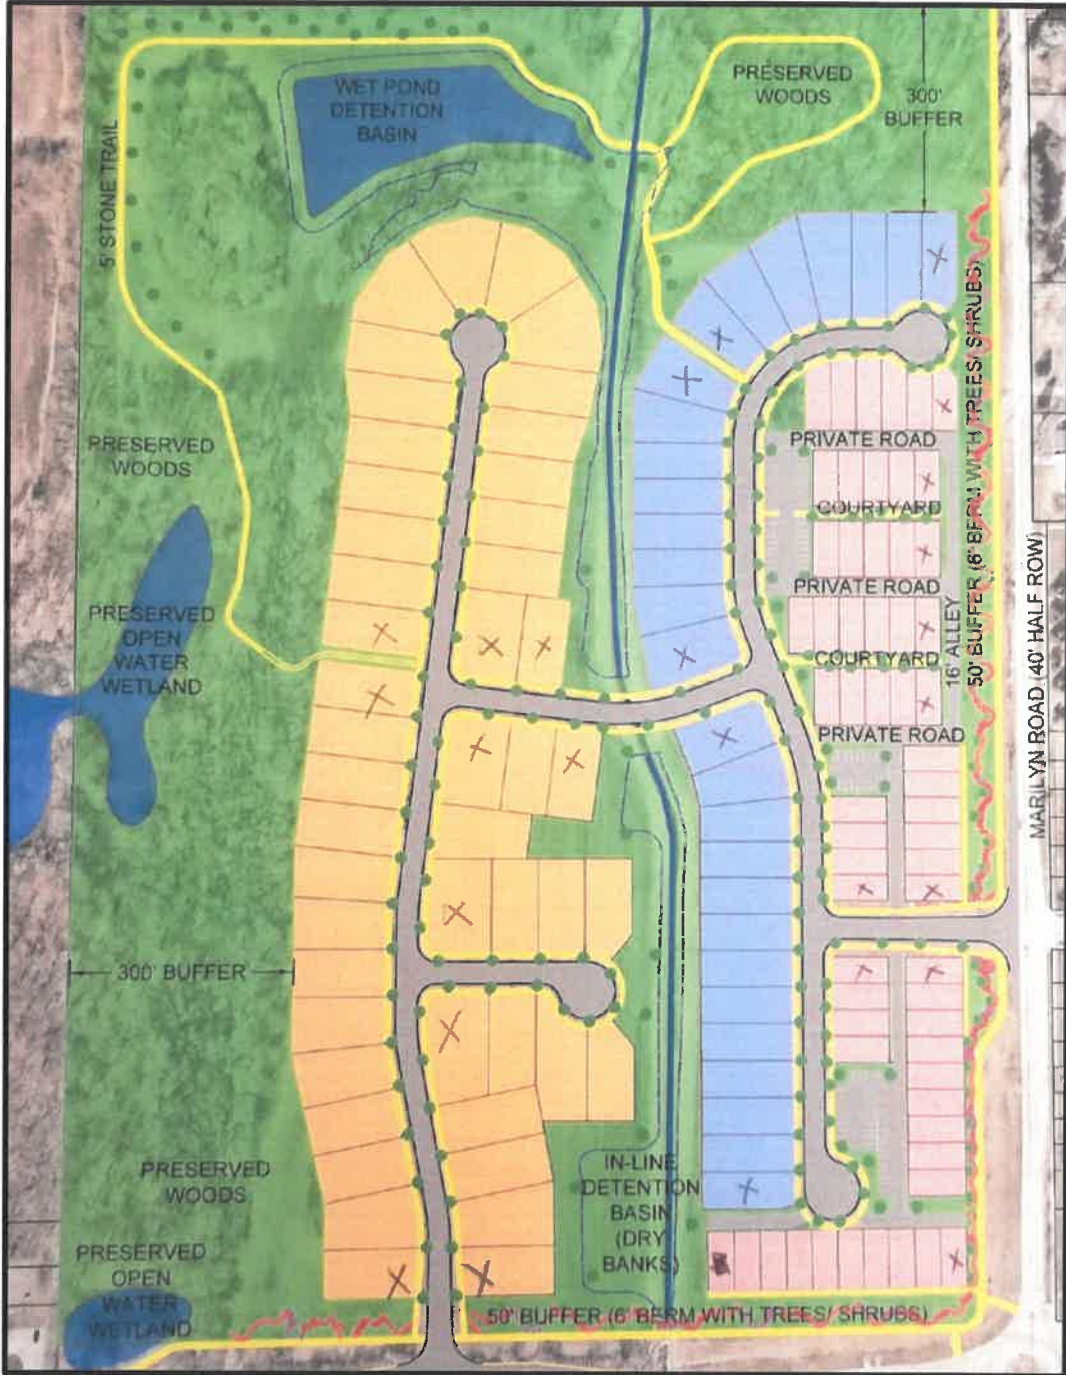 WET POND
DETENTION
BASIN
PRESERVED
WOODS
300'
BUFFER
5' STONE TRAIL
PRESERVED
WOODS
PRIVATE ROAD
COURTYARD
PRIVATE ROAD
COURTYARD
PRIVATE ROAD
16' ALLEY
50' BUFFER (6' BERM WITH TREES/ SHRUBS)
MARILYN ROAD (40' HALF ROW)
PRESERVED
OPEN
WATER
WETLAND
300' BUFFER
PRESERVED
WOODS
IN-LINE
DETENTION
BASIN
(DRY
BANKS)
PRESERVED
OPEN
WATER
WETLAND
50' BUFFER (6' BERM WITH TREES/ SHRUBS)